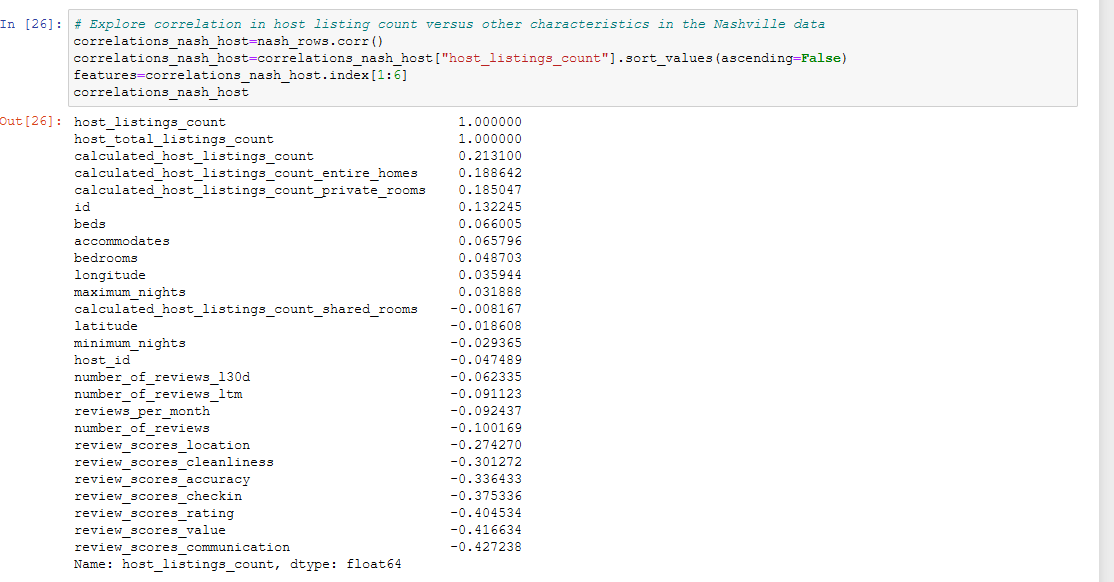 In [26]: # Explore correlation in host listing count versus other characteristics in the Nashville data
correlations_nash_host=nash_rows.corr()
correlations_nash_host=correlations_nash_host["host_listings_count"].sort_values(ascending=False)
features=correlations_nash_host.index[1:6]
correlations_nash_host
Out[26]: host_listings_count 1.000000
host_total_listings_count 1.000000
calculated_host_listings_count 0.213100
calculated_host_listings_count_entire_homes 0.188642
calculated_host_listings_count_private_rooms 0.185047
id 0.132245
beds 0.066005
accommodates 0.065796
bedrooms 0.048703
longitude 0.035944
maximum_nights 0.031888
calculated_host_listings_count_shared_rooms -0.008167
latitude -0.018608
minimum_nights -0.029365
host_id -0.047489
number_of_reviews_l30d -0.062335
number_of_reviews_ltm -0.091123
reviews_per_month -0.092437
number_of_reviews -0.100169
review_scores_location -0.274270
review_scores_cleanliness -0.301272
review_scores_accuracy -0.336433
review_scores_checkin -0.375336
review_scores_rating -0.404534
review_scores_value -0.416634
review_scores_communication -0.427238
Name: host_listings_count, dtype: float64